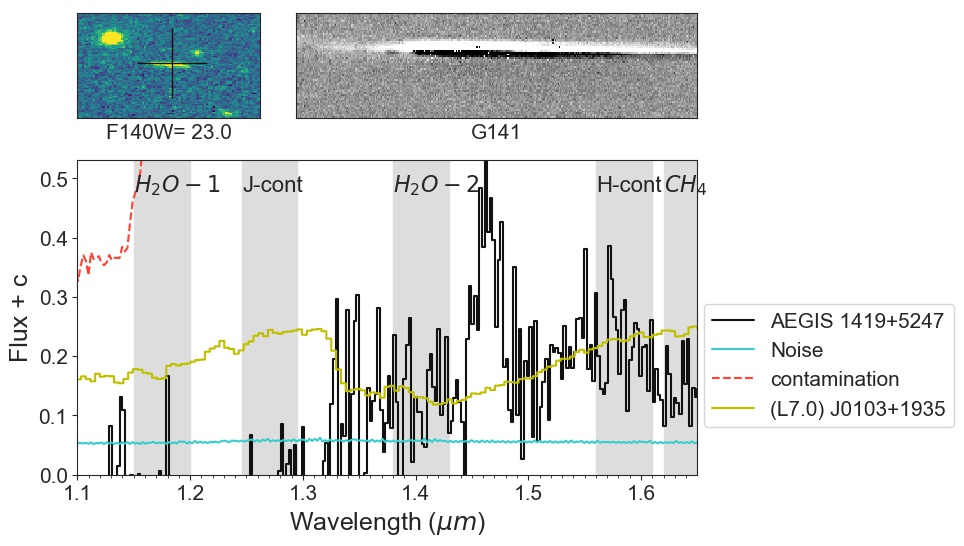 F140W= 23.0
G141
H₂O − 1
J-cont
H₂O − 2
H-cont
CH₄
Flux + c
0.5
0.4
0.3
0.2
0.1
0.0
1.1
1.2
1.3
1.4
1.5
1.6
Wavelength (μm)
AEGIS 1419+5247
Noise
contamination
(L7.0) J0103+1935